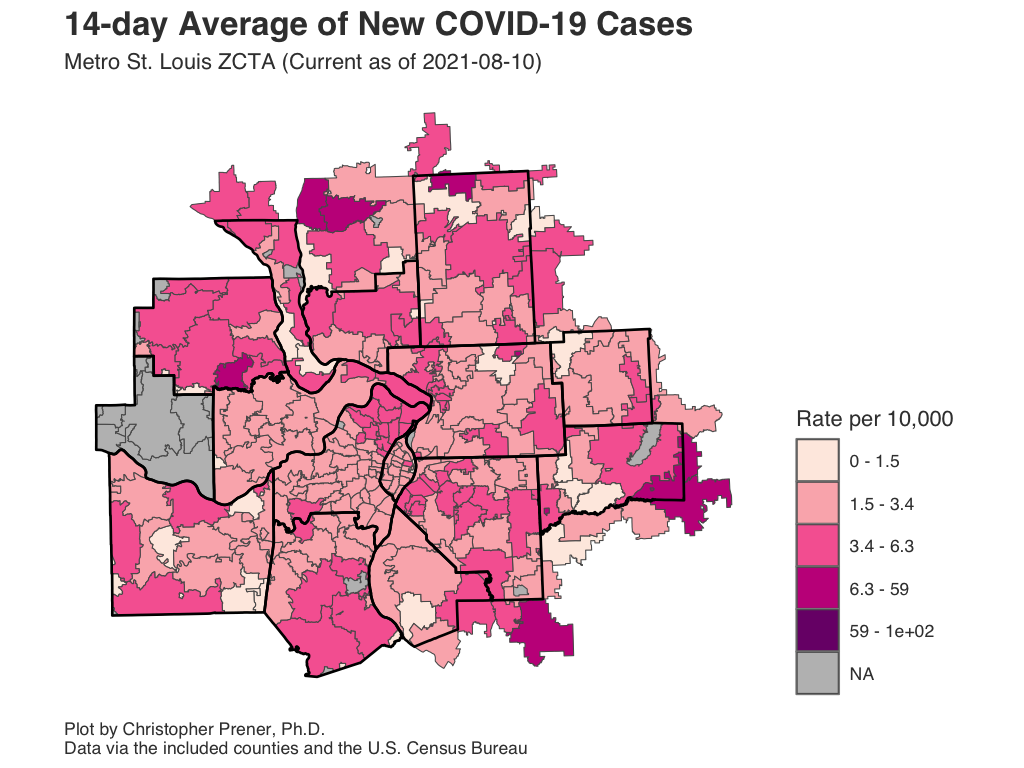 14-day Average of New COVID-19 Cases
Metro St. Louis ZCTA (Current as of 2021-08-10)
Rate per 10,000
0 - 1.5
1.5 - 3.4
3.4 - 6.3
6.3 - 59
59 - 1e+02
NA
Plot by Christopher Prener, Ph.D.
Data via the included counties and the U.S. Census Bureau